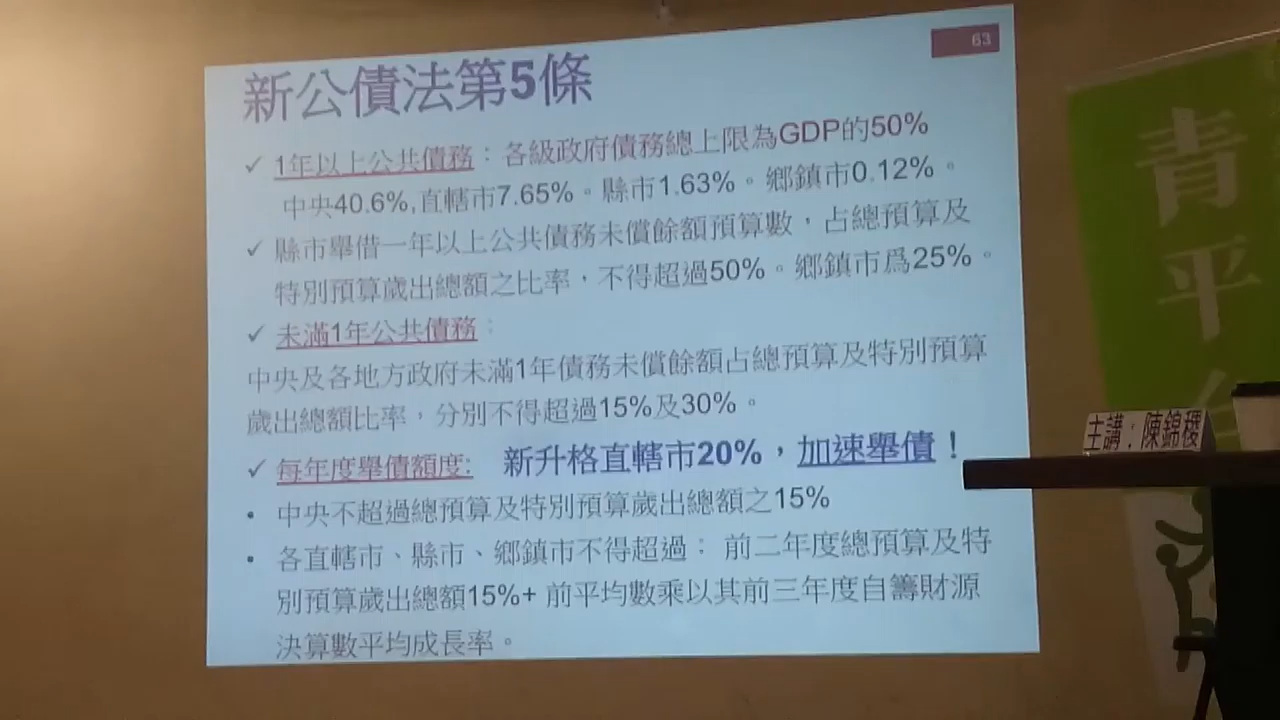 63
新公債法第5條
✓ 1年以上公共債務：各級政府債務總上限為GDP的50%
中央40.6%,直轄市7.65%。縣市1.63%。鄉鎮市0.12%。
✓ 縣市舉借一年以上公共債務未償餘額預算數，占總預算及
特別預算歲出總額之比率，不得超過50%。鄉鎮市爲25%。
✓ 未滿1年公共債務：
中央及各地方政府未滿1年債務未償餘額占總預算及特別預算
歲出總額比率，分別不得超過15%及30%。
✓ 每年度舉債額度: 新升格直轄市20%，加速舉債！
• 中央不超過總預算及特別預算歲出總額之15%
• 各直轄市、縣市、鄉鎮市不得超過： 前二年度總預算及特
別預算歲出總額15%+ 前平均數乘以其前三年度自籌財源
決算數平均成長率。
青平台
主講：陳錦稷